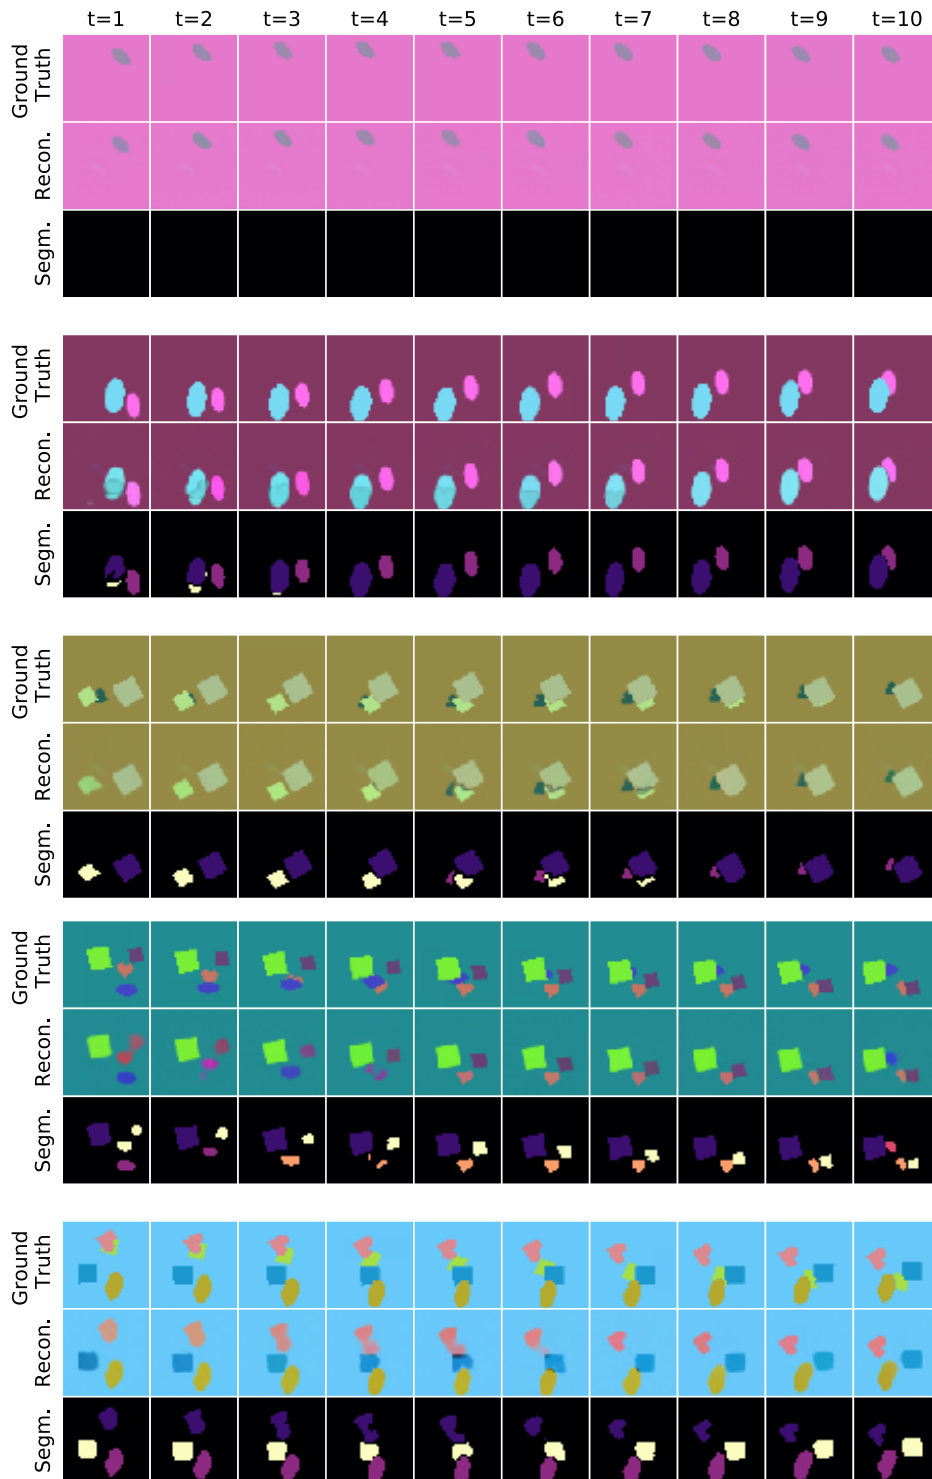 t=1 t=2 t=3 t=4 t=5 t=6 t=7 t=8 t=9 t=10
Ground
Truth
Recon.
Segm.
Ground
Truth
Recon.
Segm.
Ground
Truth
Recon.
Segm.
Ground
Truth
Recon.
Segm.
Ground
Truth
Recon.
Segm.